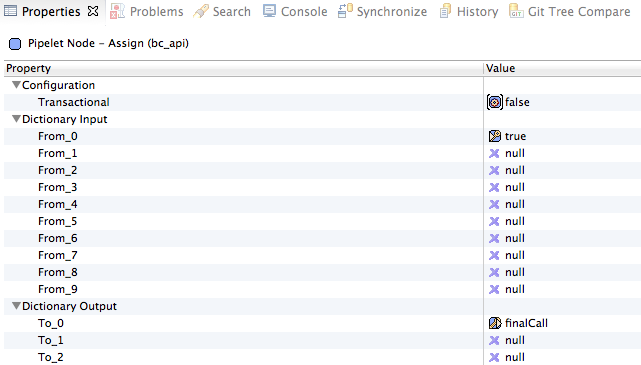 Properties Problems Search Console Synchronize History Git Tree Compare
Pipelet Node – Assign (bc_api)
Property Value
Configuration
Transactional false
Dictionary Input
From_0 true
From_1 null
From_2 null
From_3 null
From_4 null
From_5 null
From_6 null
From_7 null
From_8 null
From_9 null
Dictionary Output
To_0 finalCall
To_1 null
To_2 null